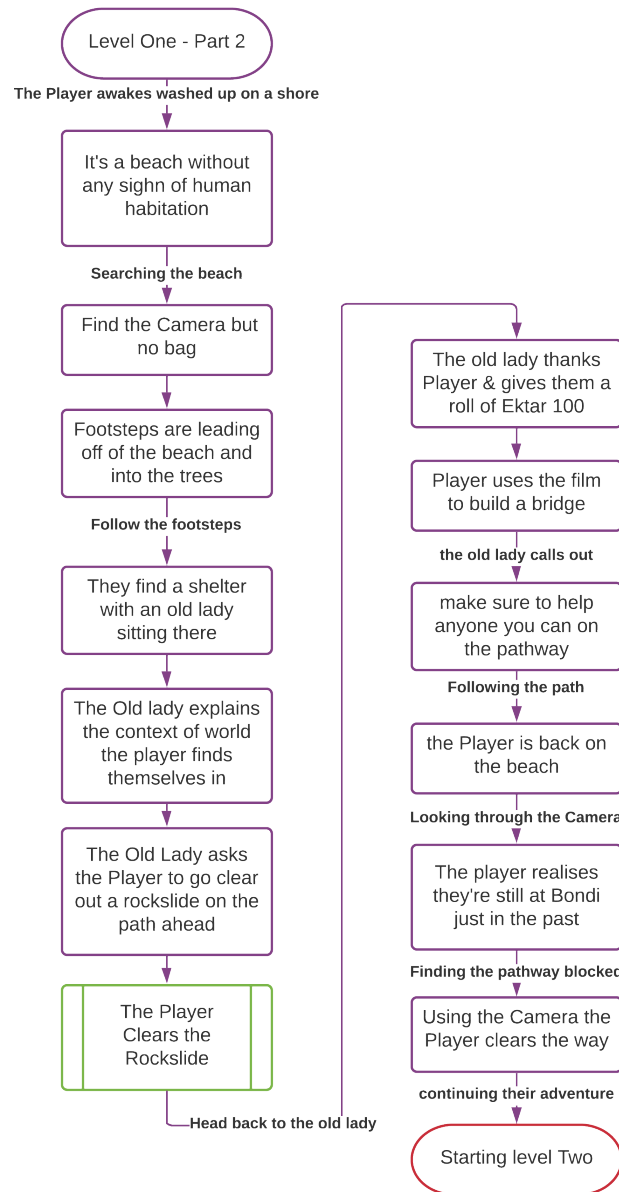 Level One - Part 2
The Player awakes washed up on a shore
It's a beach without
any sighn of human
habitation
Searching the beach
Find the Camera but
no bag
Footsteps are leading
off of the beach and
into the trees
Follow the footsteps
They find a shelter
with an old lady
sitting there
The Old lady explains
the context of world
the player finds
themselves in
The Old Lady asks
the Player to go clear
out a rockslide on the
path ahead
The Player
Clears the
Rockslide
Head back to the old lady
The old lady thanks
Player & gives them a
roll of Ektar 100
Player uses the film
to build a bridge
the old lady calls out
make sure to help
anyone you can on
the pathway
Following the path
the Player is back on
the beach
Looking through the Camera
The player realises
they're still at Bondi
just in the past
Finding the pathway blocked
Using the Camera the
Player clears the way
continuing their adventure
Starting level Two